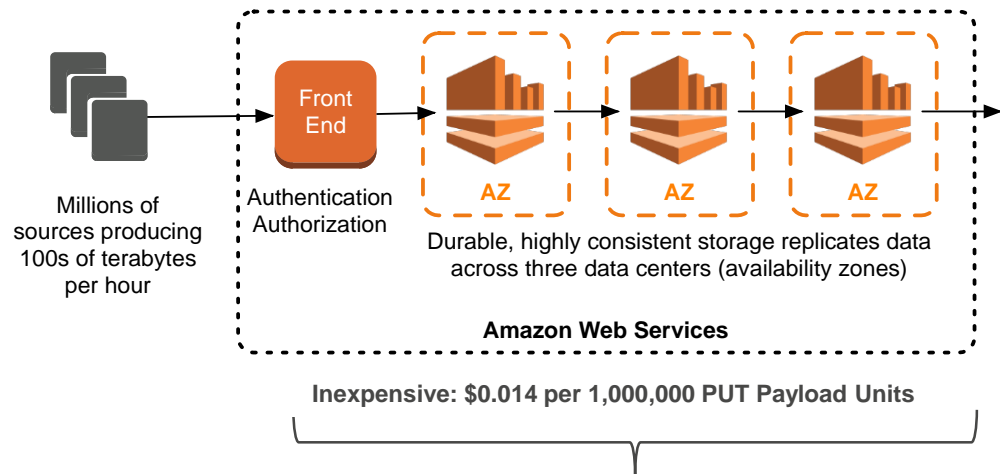 Front
End
AZ
AZ
AZ
Millions of
sources producing
100s of terabytes
per hour
Authentication
Authorization
Durable, highly consistent storage replicates data
across three data centers (availability zones)
Amazon Web Services
Inexpensive: $0.014 per 1,000,000 PUT Payload Units